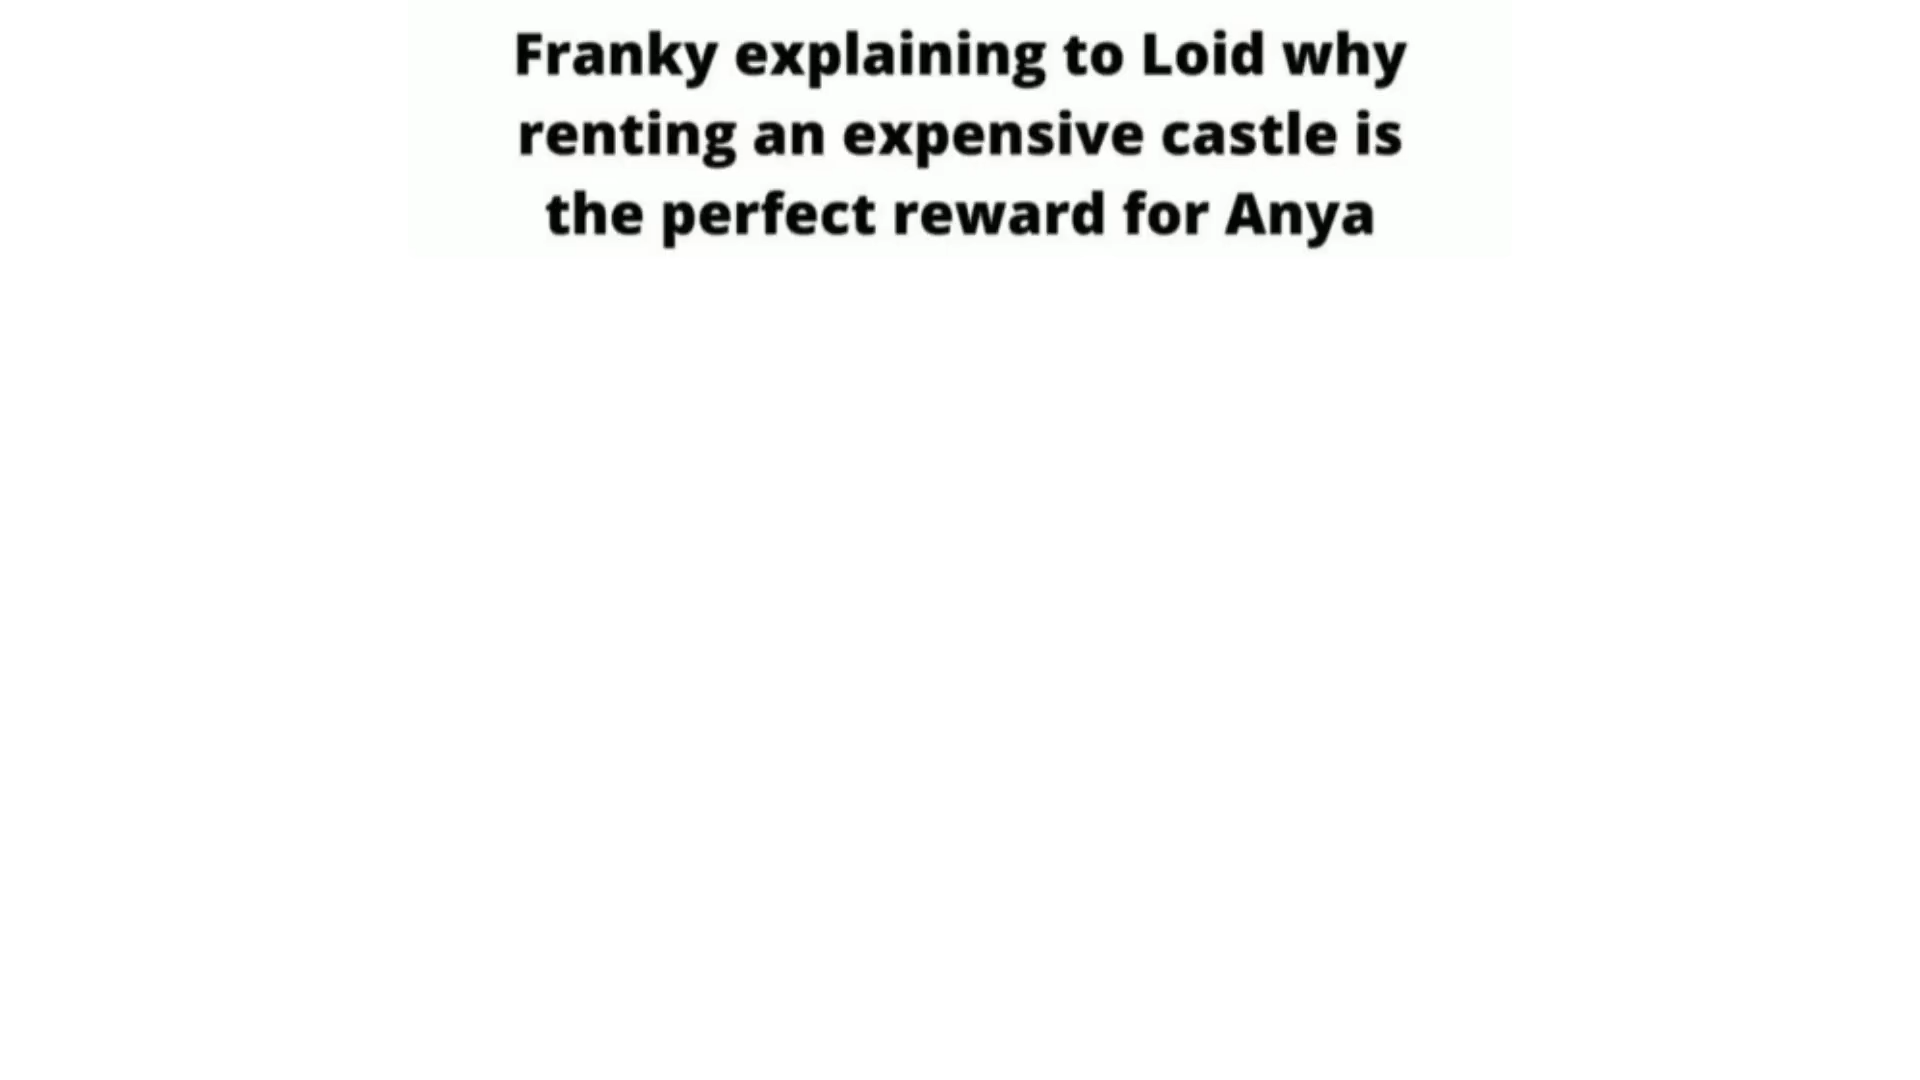 Franky explaining to Loid why
renting an expensive castle is
the perfect reward for Anya